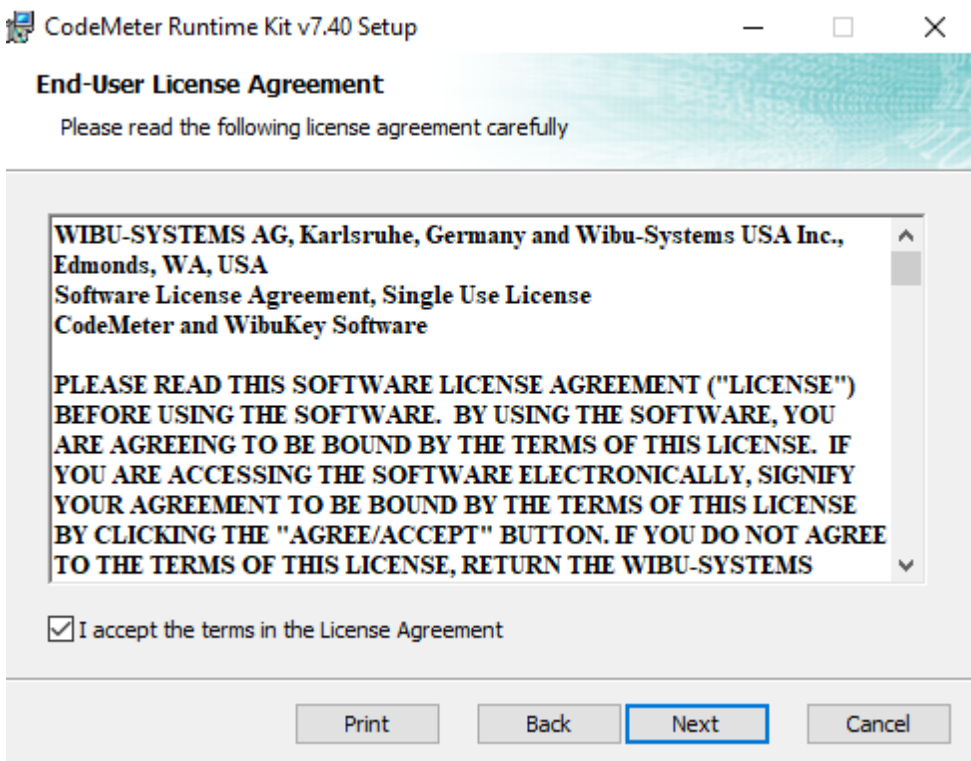 CodeMeter Runtime Kit v7.40 Setup
End-User License Agreement
Please read the following license agreement carefully
WIBU-SYSTEMS AG, Karlsruhe, Germany and Wibu-Systems USA Inc.,
Edmonds, WA, USA
Software License Agreement, Single Use License
CodeMeter and WibuKey Software
PLEASE READ THIS SOFTWARE LICENSE AGREEMENT ("LICENSE")
BEFORE USING THE SOFTWARE.  BY USING THE SOFTWARE, YOU
ARE AGREEING TO BE BOUND BY THE TERMS OF THIS LICENSE.  IF
YOU ARE ACCESSING THE SOFTWARE ELECTRONICALLY, SIGNIFY
YOUR AGREEMENT TO BE BOUND BY THE TERMS OF THIS LICENSE
BY CLICKING THE "AGREE/ACCEPT" BUTTON. IF YOU DO NOT AGREE
TO THE TERMS OF THIS LICENSE, RETURN THE WIBU-SYSTEMS
I accept the terms in the License Agreement
Print Back Next Cancel